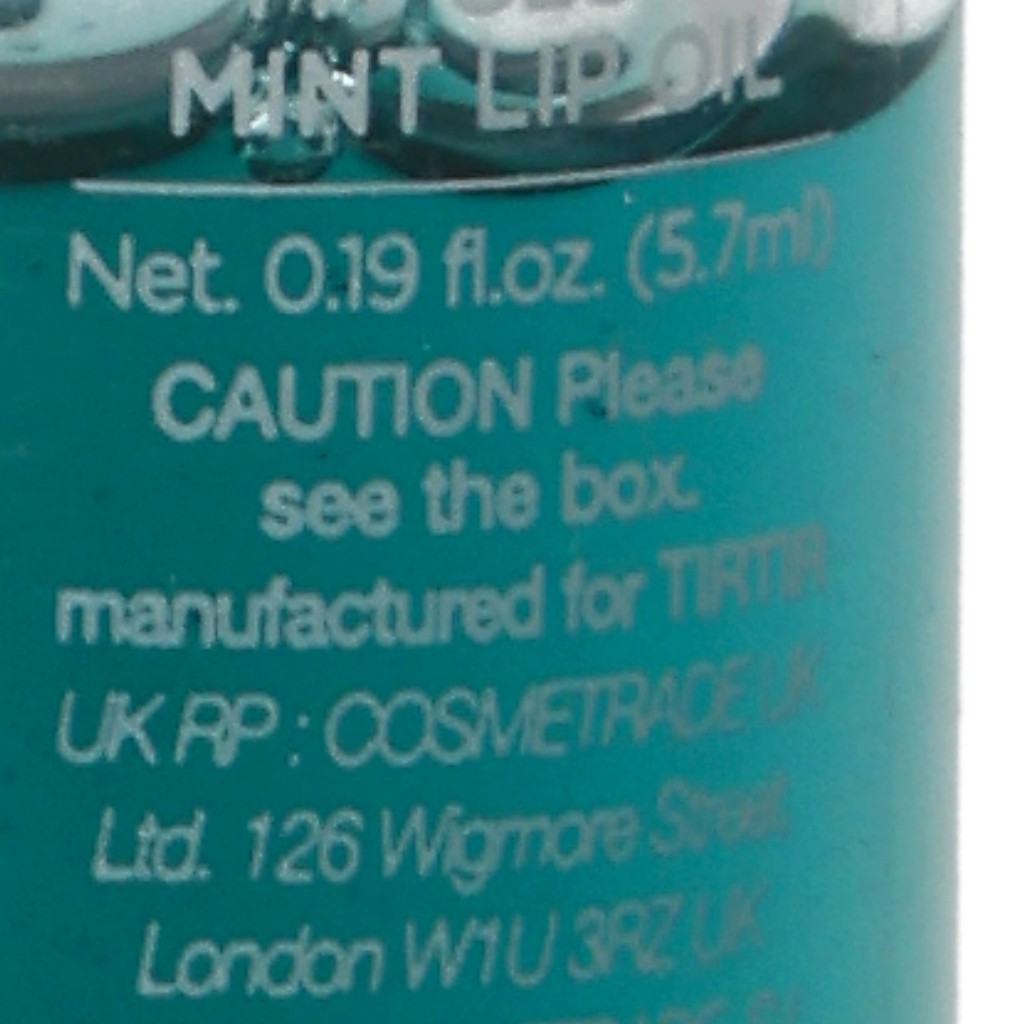 MINT LIP OIL
Net. 0.19 fl.oz. (5.7ml)
CAUTION Please
see the box.
manufactured for TIRTIR
UK RP : COSMETRACE UK
Ltd. 126 Wigmore Street
London W1U 3RZ UK